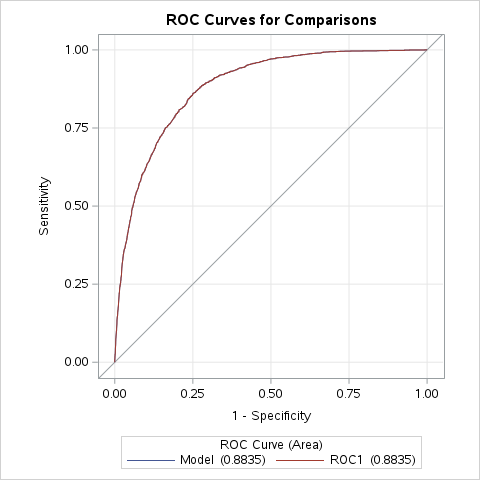 ROC Curves for Comparisons
1.00
0.75
0.50
0.25
0.00
Sensitivity
0.00 0.25 0.50 0.75 1.00
1 - Specificity
ROC Curve (Area)
Model (0.8835) ROC1 (0.8835)